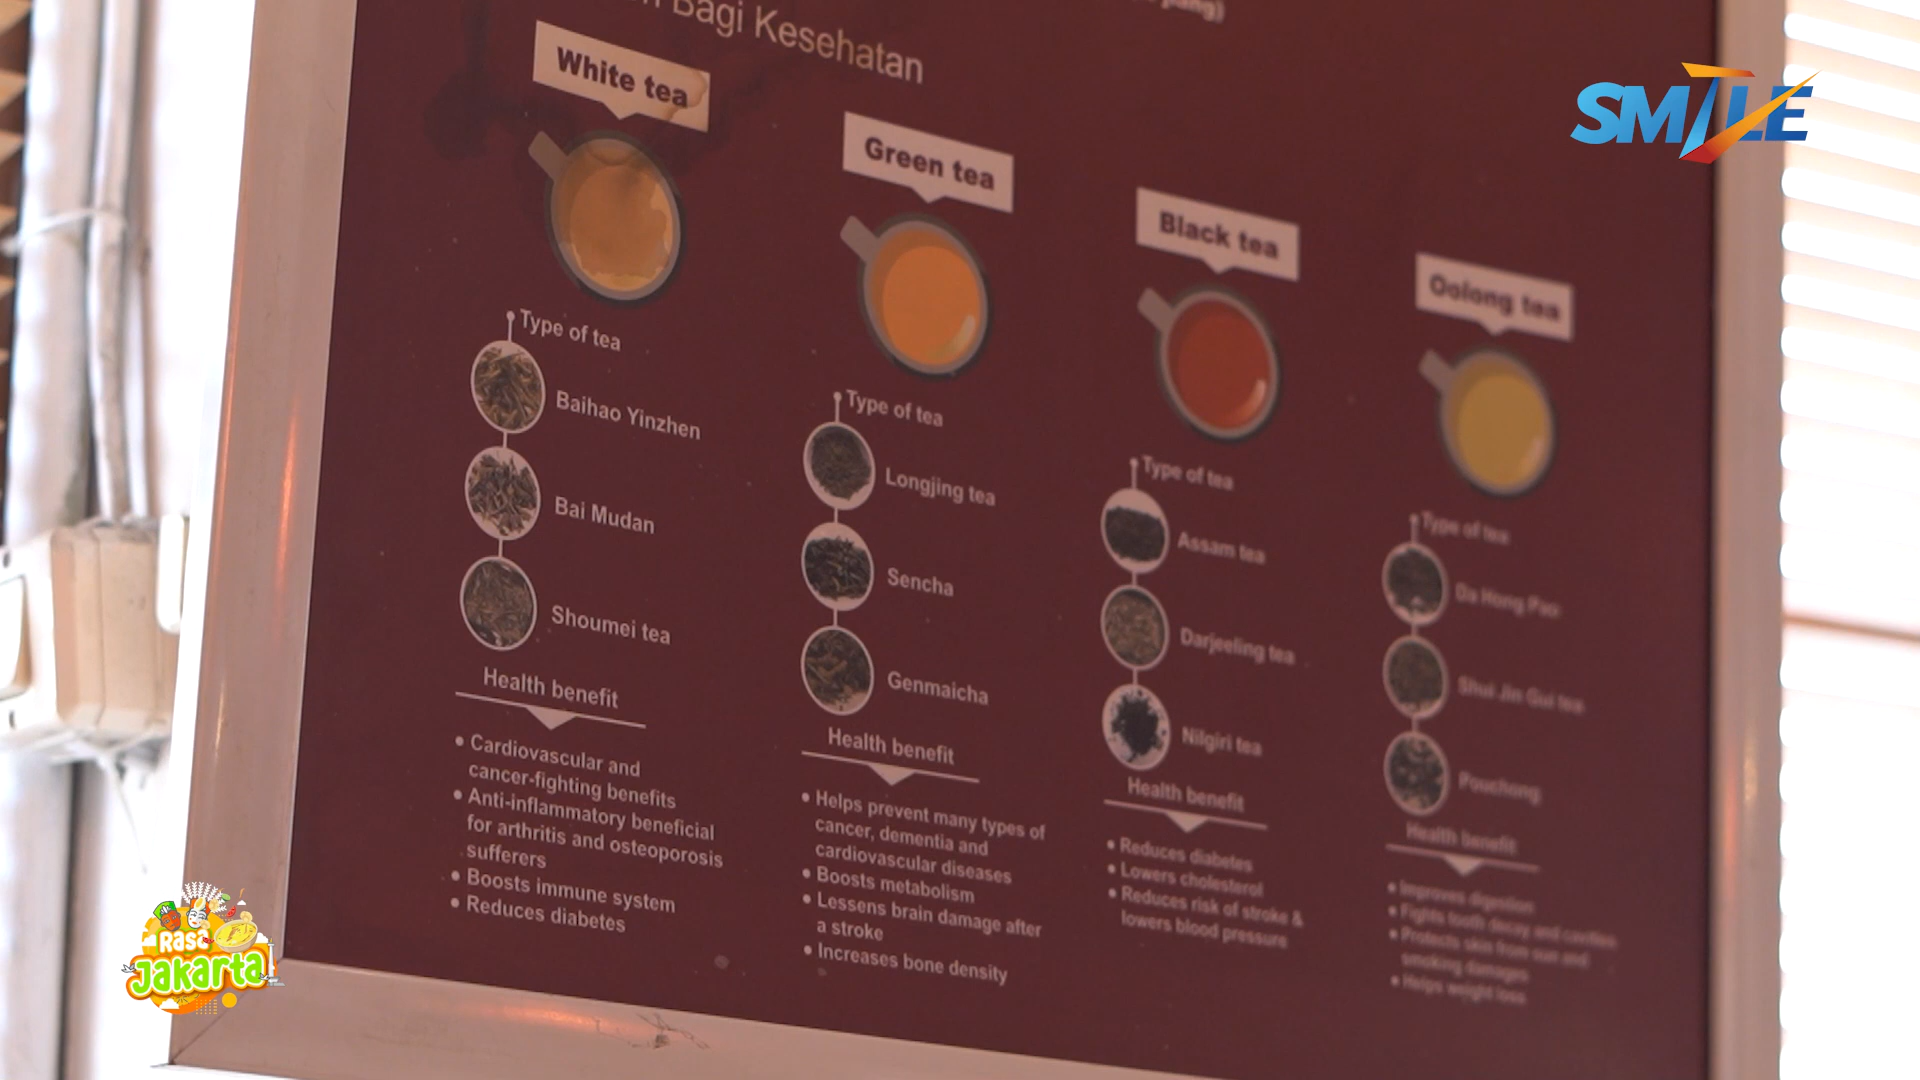 Bagi Kesehatan
SMILE
White tea
Type of tea
Baihao Yinzhen
Bai Mudan
Shoumei tea
Health benefit
• Cardiovascular and
cancer-fighting benefits
• Anti-inflammatory beneficial
for arthritis and osteoporosis
sufferers
• Boosts immune system
• Reduces diabetes
Green tea
Type of tea
Longjing tea
Sencha
Genmaicha
Health benefit
• Helps prevent many types of
cancer, dementia and
cardiovascular diseases
• Boosts metabolism
• Lessens brain damage after
a stroke
• Increases bone density
Black tea
Type of tea
Assam tea
Darjeeling tea
Nilgiri tea
Health benefit
• Reduces diabetes
• Lowers cholesterol
• Reduces risk of stroke &
lowers blood pressure
Oolong tea
Type of tea
Da Hong Pao
Shui Jin Gui tea
Pouchong
Health benefit
• Improves digestion
• Fights tooth decay and cavities
• Protects skin from sun and
smoking damages
• Helps weight loss
Rasa
Jakarta